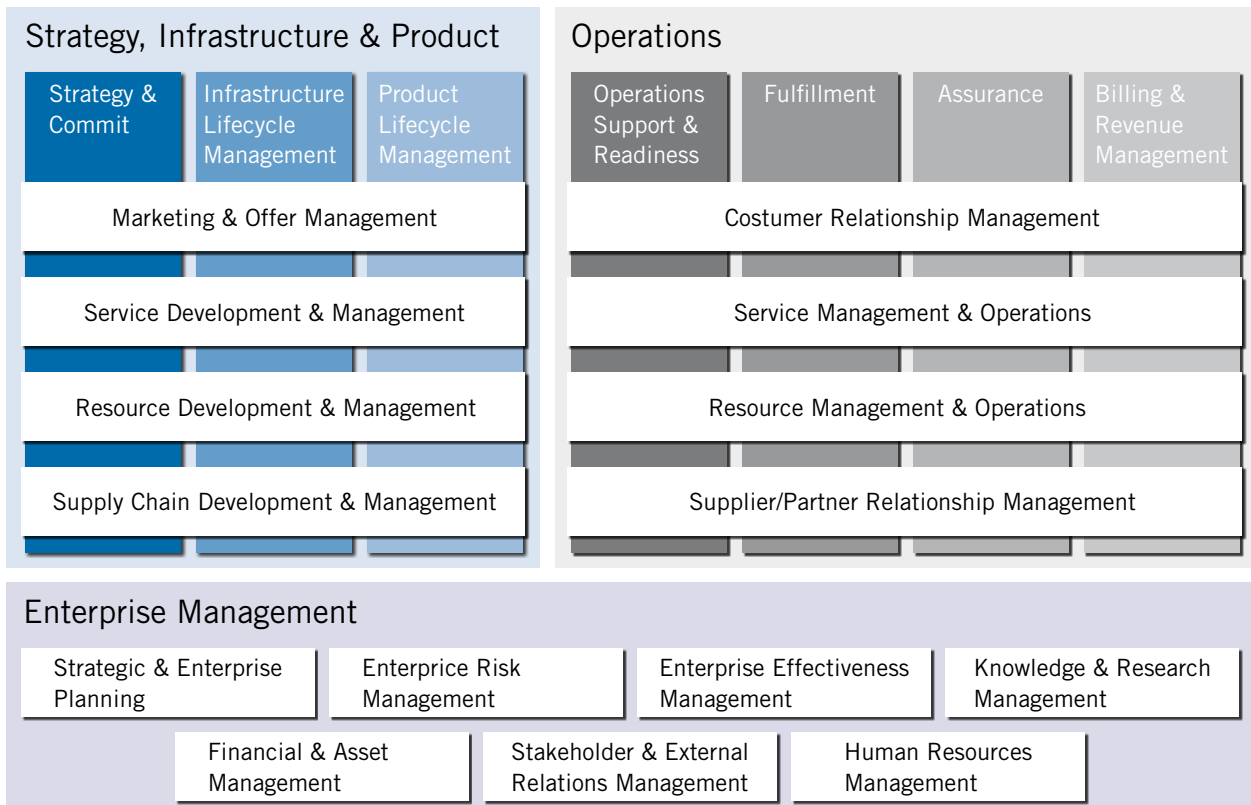 Strategy, Infrastructure & Product
Strategy &
Commit
Infrastructure
Lifecycle
Management
Product
Lifecycle
Management
Marketing & Offer Management
Service Development & Management
Resource Development & Management
Supply Chain Development & Management
Operations
Operations
Support &
Readiness
Fulfillment
Assurance
Billing &
Revenue
Management
Costumer Relationship Management
Service Management & Operations
Resource Management & Operations
Supplier/Partner Relationship Management
Enterprise Management
Strategic & Enterprise
Planning
Enterprice Risk
Management
Enterprise Effectiveness
Management
Knowledge & Research
Management
Financial & Asset
Management
Stakeholder & External
Relations Management
Human Resources
Management